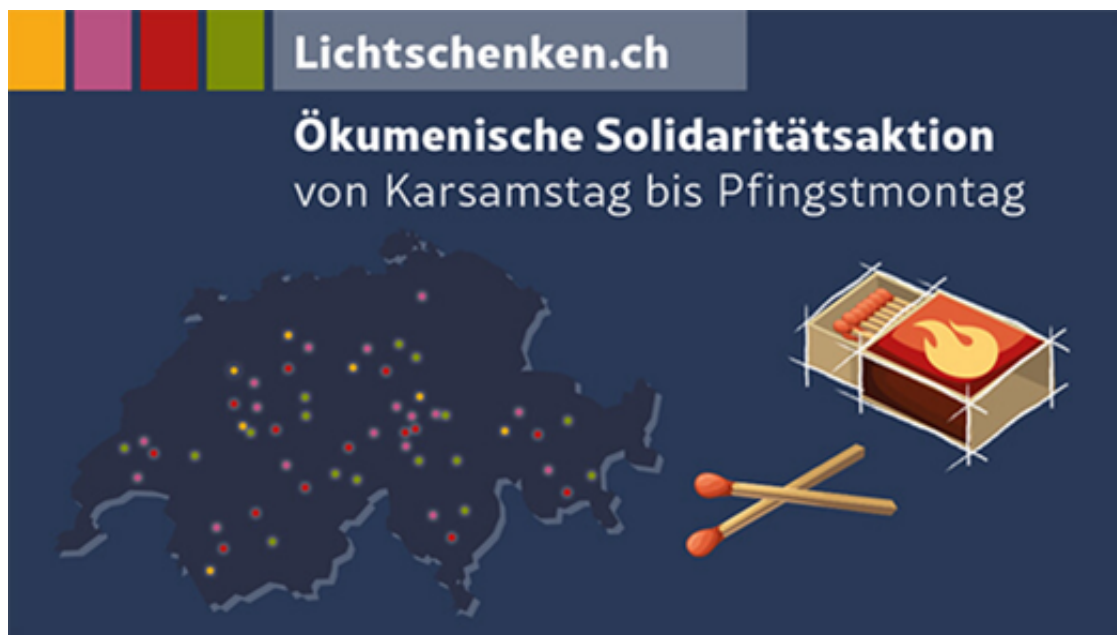 Lichtschenken.ch
Ökumenische Solidaritätsaktion
von Karsamstag bis Pfingstmontag